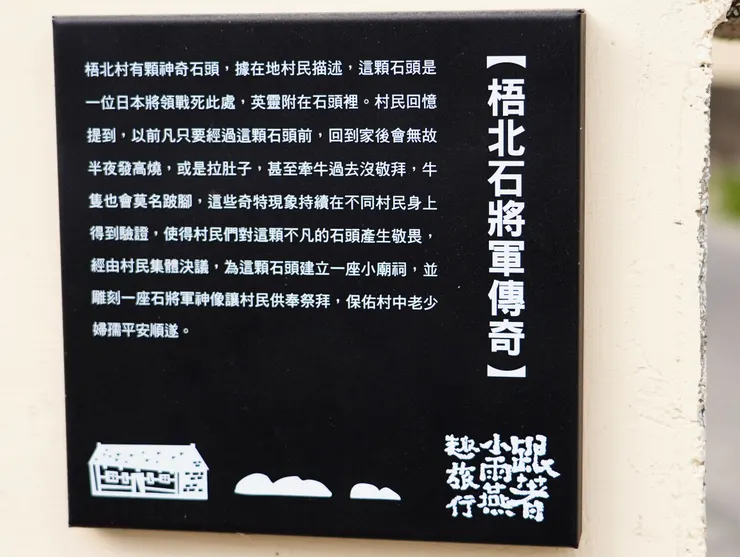 【梧北石將軍傳奇】
梧北村有顆神奇石頭，據在地村民描述，這顆石頭是
一位日本將領戰死此處，英靈附在石頭裡。村民回憶
提到，以前凡只要經過這顆石頭前，回到家後會無故
半夜發高燒，或是拉肚子，甚至牽牛過去沒敬拜，牛
隻也會莫名跛腳，這些奇特現象持續在不同村民身上
得到驗證，使得村民們對這顆不凡的石頭產生敬畏，
經由村民集體決議，為這顆石頭建立一座小廟祠，並
雕刻一座石將軍神像讓村民供奉祭拜，保佑村中老少
婦孺平安順遂。
跟著
小雨燕
趣旅行